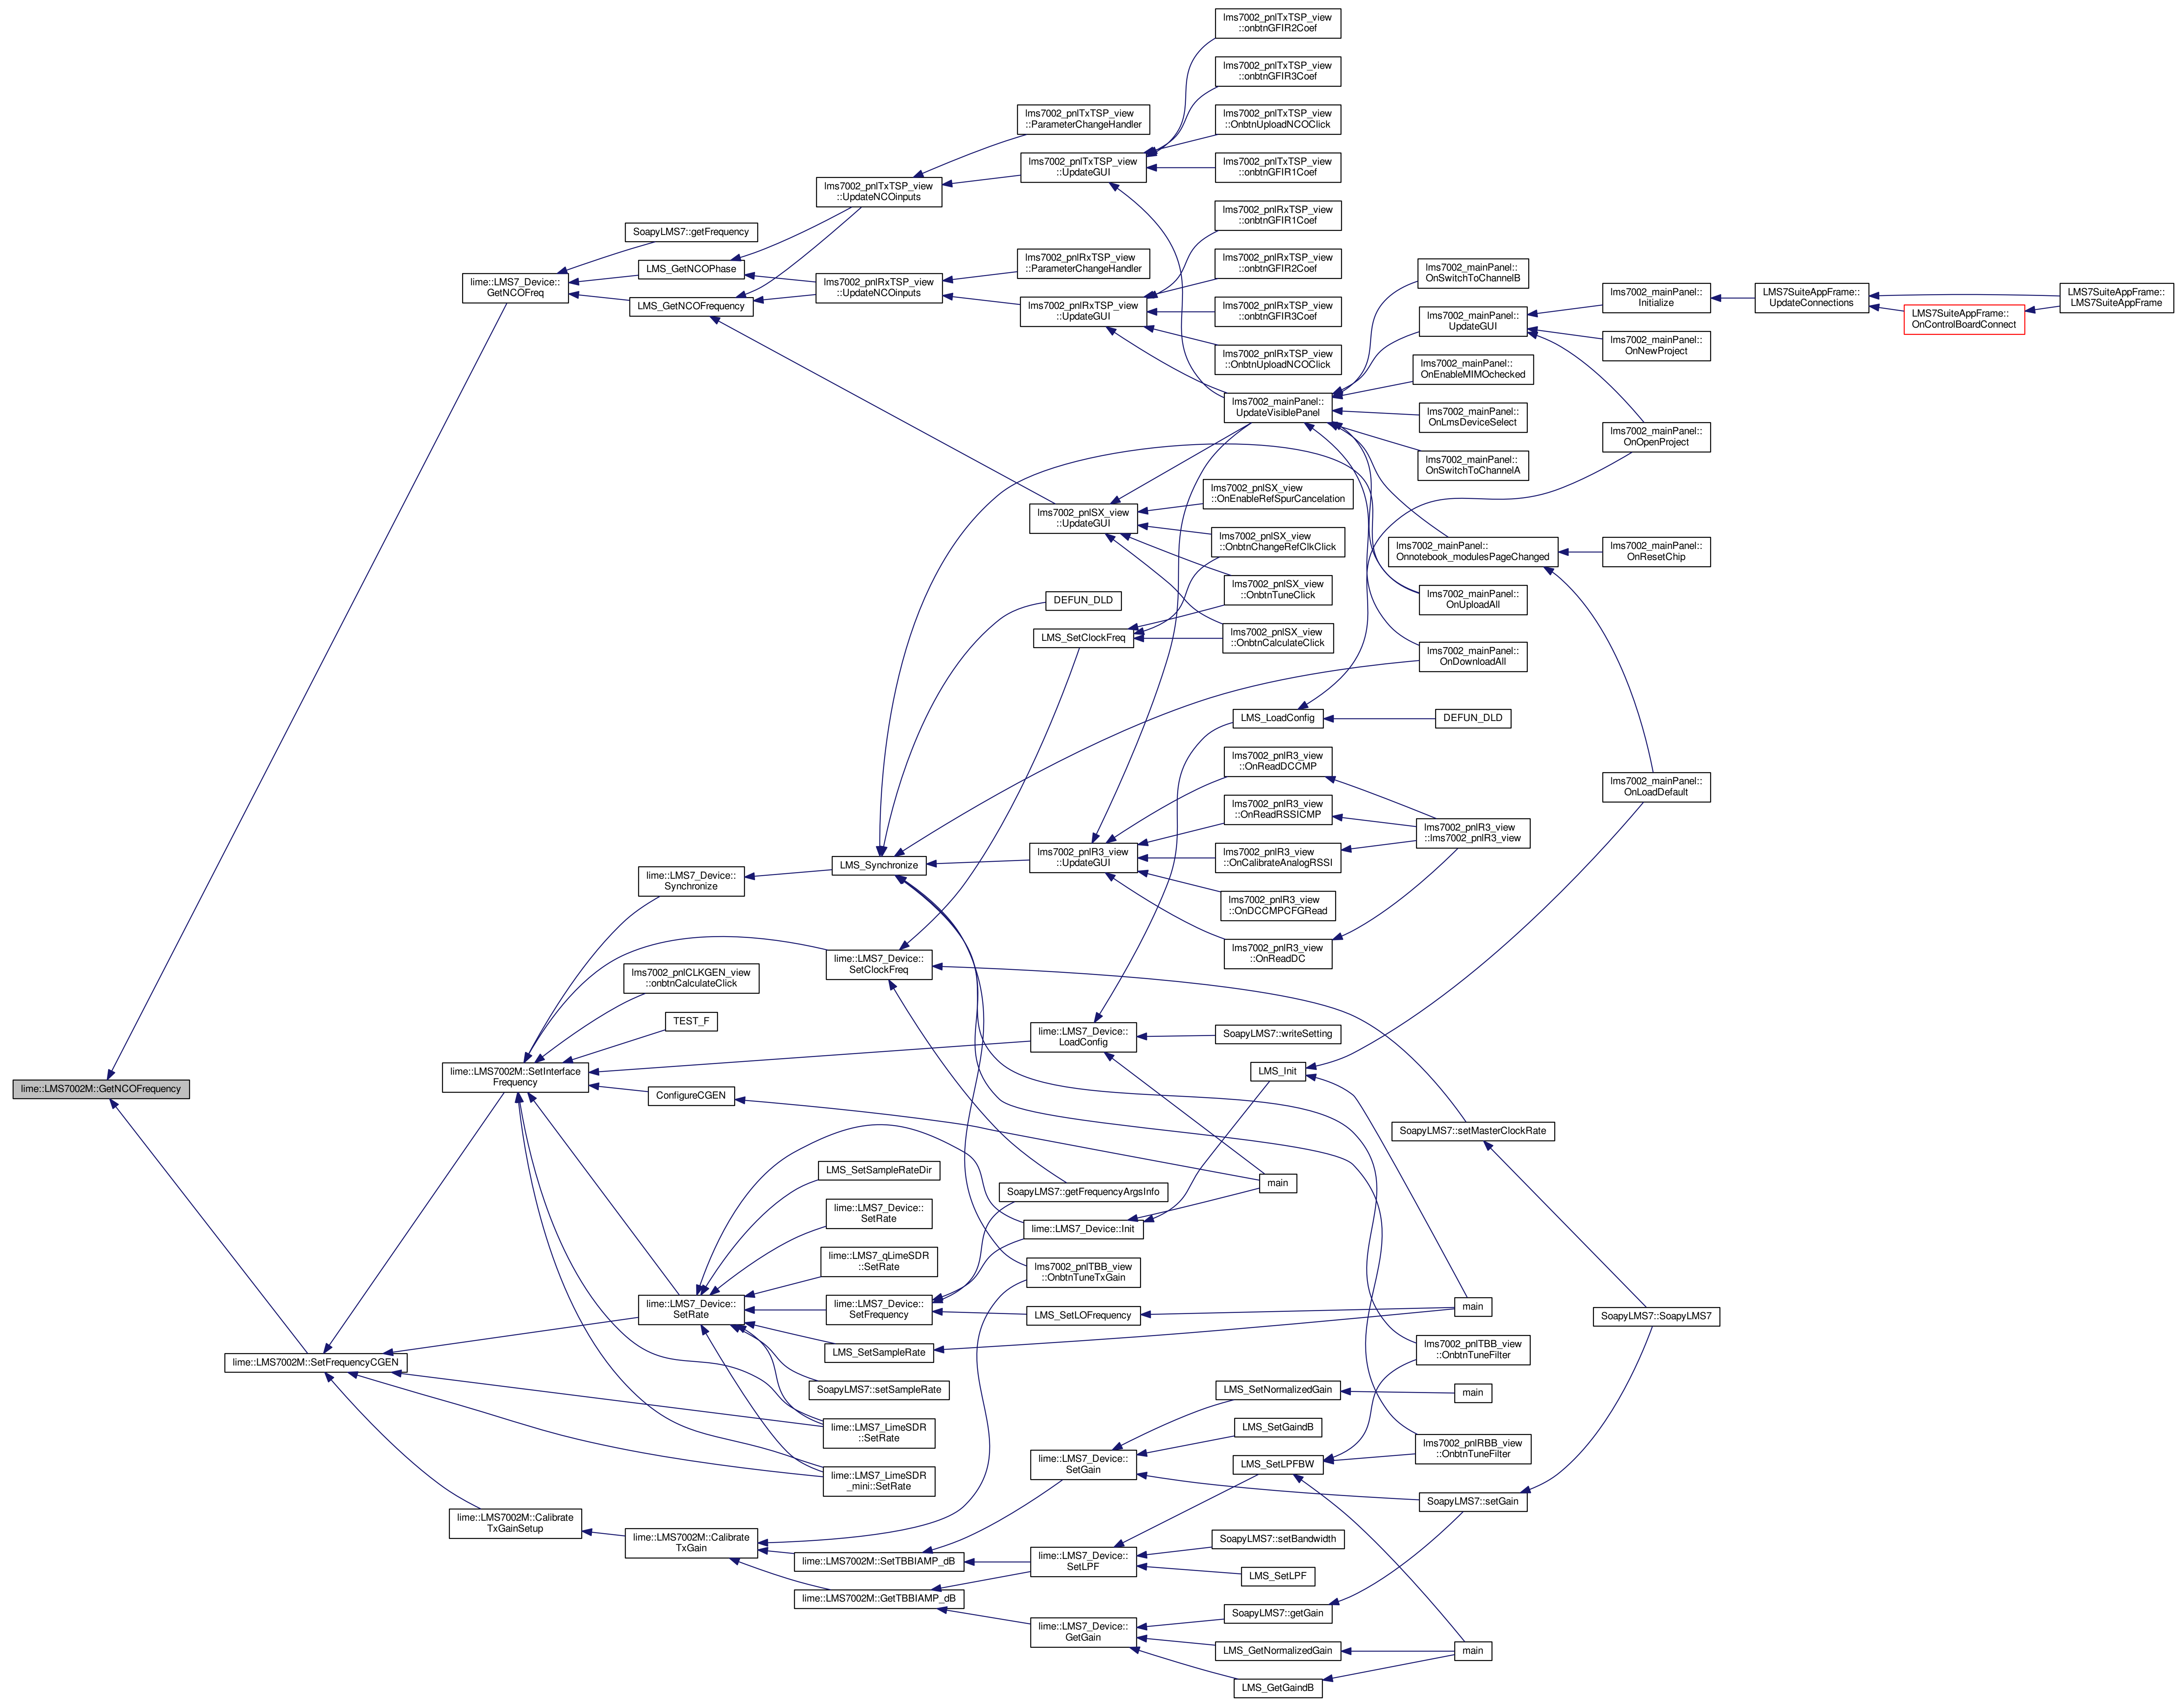 lms7002_pnlTxTSP_view
::onbtnGFIR2Coef
lms7002_pnlTxTSP_view
::onbtnGFIR3Coef
lms7002_pnlTxTSP_view
::ParameterChangeHandler
lms7002_pnlTxTSP_view
::OnbtnUploadNCOClick
lms7002_pnlTxTSP_view
::UpdateGUI
lms7002_pnlTxTSP_view
::onbtnGFIR1Coef
lms7002_pnlTxTSP_view
::UpdateNCOinputs
lms7002_pnlRxTSP_view
::onbtnGFIR1Coef
SoapyLMS7::getFrequency
LMS_GetNCOPhase
lime::LMS7_Device::
GetNCOFreq
LMS_GetNCOFrequency
lms7002_pnlRxTSP_view
::UpdateNCOinputs
lms7002_pnlRxTSP_view
::ParameterChangeHandler
lms7002_pnlRxTSP_view
::onbtnGFIR2Coef
lms7002_pnlRxTSP_view
::UpdateGUI
lms7002_pnlRxTSP_view
::onbtnGFIR3Coef
lms7002_pnlRxTSP_view
::OnbtnUploadNCOClick
lms7002_mainPanel::
OnSwitchToChannelB
lms7002_mainPanel::
UpdateGUI
lms7002_mainPanel::
Initialize
LMS7SuiteAppFrame::
UpdateConnections
LMS7SuiteAppFrame::
LMS7SuiteAppFrame
LMS7SuiteAppFrame::
OnControlBoardConnect
lms7002_mainPanel::
OnNewProject
lms7002_mainPanel::
OnEnableMIMOchecked
lms7002_mainPanel::
UpdateVisiblePanel
lms7002_mainPanel::
OnLmsDeviceSelect
lms7002_mainPanel::
OnOpenProject
lms7002_mainPanel::
OnSwitchToChannelA
lms7002_pnlSX_view
::OnEnableRefSpurCancelation
lms7002_pnlSX_view
::UpdateGUI
lms7002_pnlSX_view
::OnbtnChangeRefClkClick
lms7002_mainPanel::
Onnotebook_modulesPageChanged
lms7002_mainPanel::
OnResetChip
lms7002_pnlSX_view
::OnbtnTuneClick
lms7002_mainPanel::
OnUploadAll
DEFUN_DLD
LMS_SetClockFreq
lms7002_pnlSX_view
::OnbtnCalculateClick
lms7002_mainPanel::
OnDownloadAll
LMS_LoadConfig
DEFUN_DLD
lms7002_pnlR3_view
::OnReadDCCMP
lms7002_mainPanel::
OnLoadDefault
lms7002_pnlR3_view
::OnReadRSSICMP
lms7002_pnlR3_view
::lms7002_pnlR3_view
LMS_Synchronize
lms7002_pnlR3_view
::UpdateGUI
lms7002_pnlR3_view
::OnCalibrateAnalogRSSI
lime::LMS7_Device::
Synchronize
lms7002_pnlR3_view
::OnDCCMPCFGRead
lms7002_pnlR3_view
::OnReadDC
lime::LMS7_Device::
SetClockFreq
lms7002_pnlCLKGEN_view
::onbtnCalculateClick
TEST_F
lime::LMS7_Device::
LoadConfig
SoapyLMS7::writeSetting
lime::LMS7002M::SetInterface
Frequency
LMS_Init
lime::LMS7002M::GetNCOFrequency
ConfigureCGEN
SoapyLMS7::setMasterClockRate
LMS_SetSampleRateDir
main
SoapyLMS7::getFrequencyArgsInfo
lime::LMS7_Device::
SetRate
lime::LMS7_Device::Init
lime::LMS7_qLimeSDR
::SetRate
lms7002_pnlTBB_view
::OnbtnTuneTxGain
lime::LMS7_Device::
SetRate
lime::LMS7_Device::
SetFrequency
LMS_SetLOFrequency
main
SoapyLMS7::SoapyLMS7
LMS_SetSampleRate
lms7002_pnlTBB_view
::OnbtnTuneFilter
lime::LMS7002M::SetFrequencyCGEN
SoapyLMS7::setSampleRate
LMS_SetNormalizedGain
main
lime::LMS7_LimeSDR
::SetRate
LMS_SetGaindB
lms7002_pnlRBB_view
::OnbtnTuneFilter
lime::LMS7_Device::
SetGain
LMS_SetLPFBW
lime::LMS7_LimeSDR
_mini::SetRate
SoapyLMS7::setGain
lime::LMS7002M::Calibrate
TxGainSetup
lime::LMS7002M::Calibrate
TxGain
SoapyLMS7::setBandwidth
lime::LMS7002M::SetTBBIAMP_dB
lime::LMS7_Device::
SetLPF
LMS_SetLPF
lime::LMS7002M::GetTBBIAMP_dB
SoapyLMS7::getGain
lime::LMS7_Device::
GetGain
LMS_GetNormalizedGain
main
LMS_GetGaindB